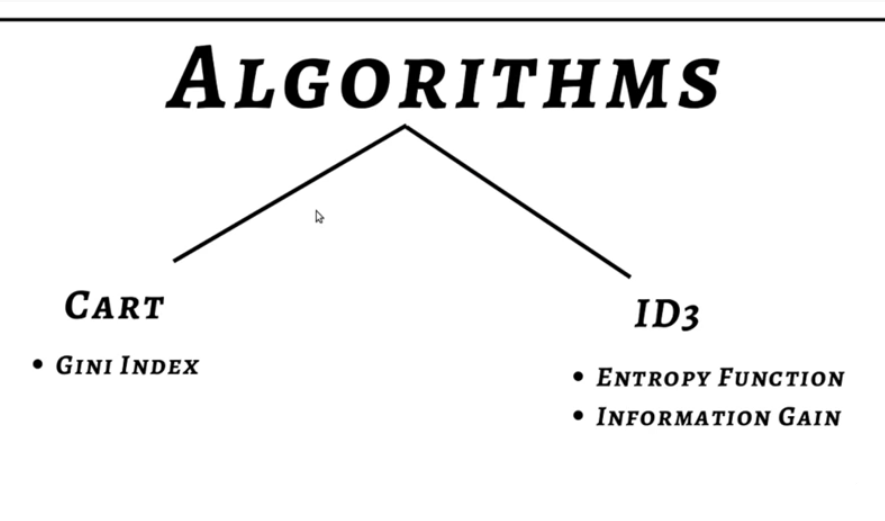 Algorithms
Cart
• Gini Index
ID3
• Entropy Function
• Information Gain